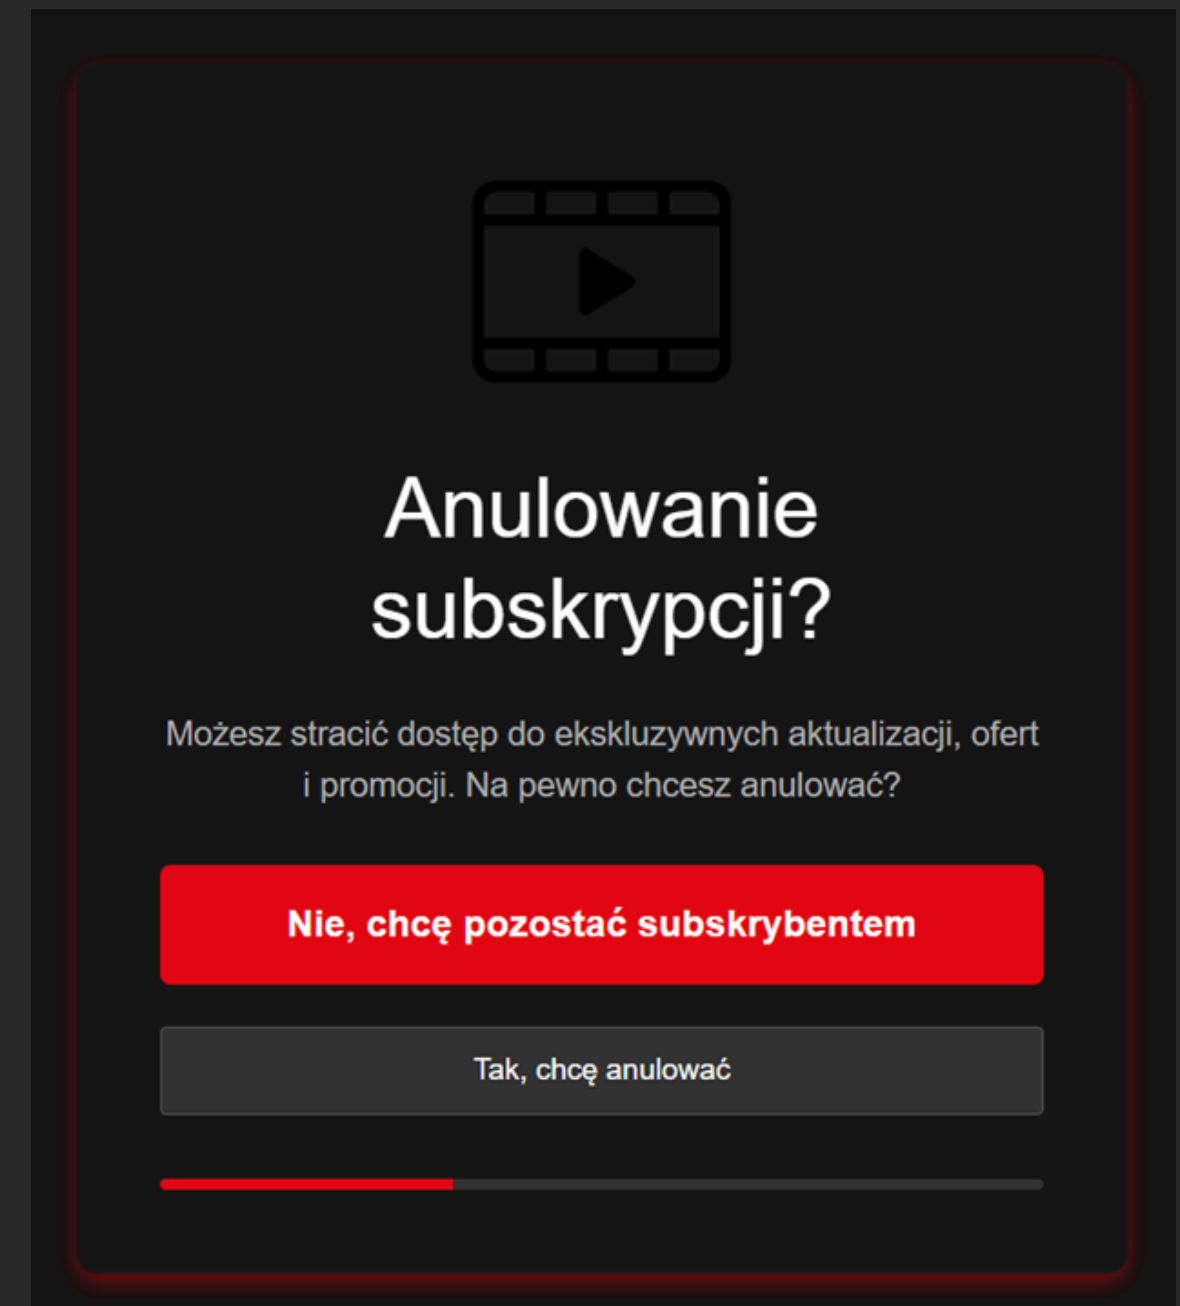 Anulowanie
subskrypcji?
Możesz stracić dostęp do ekskluzywnych aktualizacji, ofert
i promocji. Na pewno chcesz anulować?
Nie, chcę pozostać subskrybentem
Tak, chcę anulować